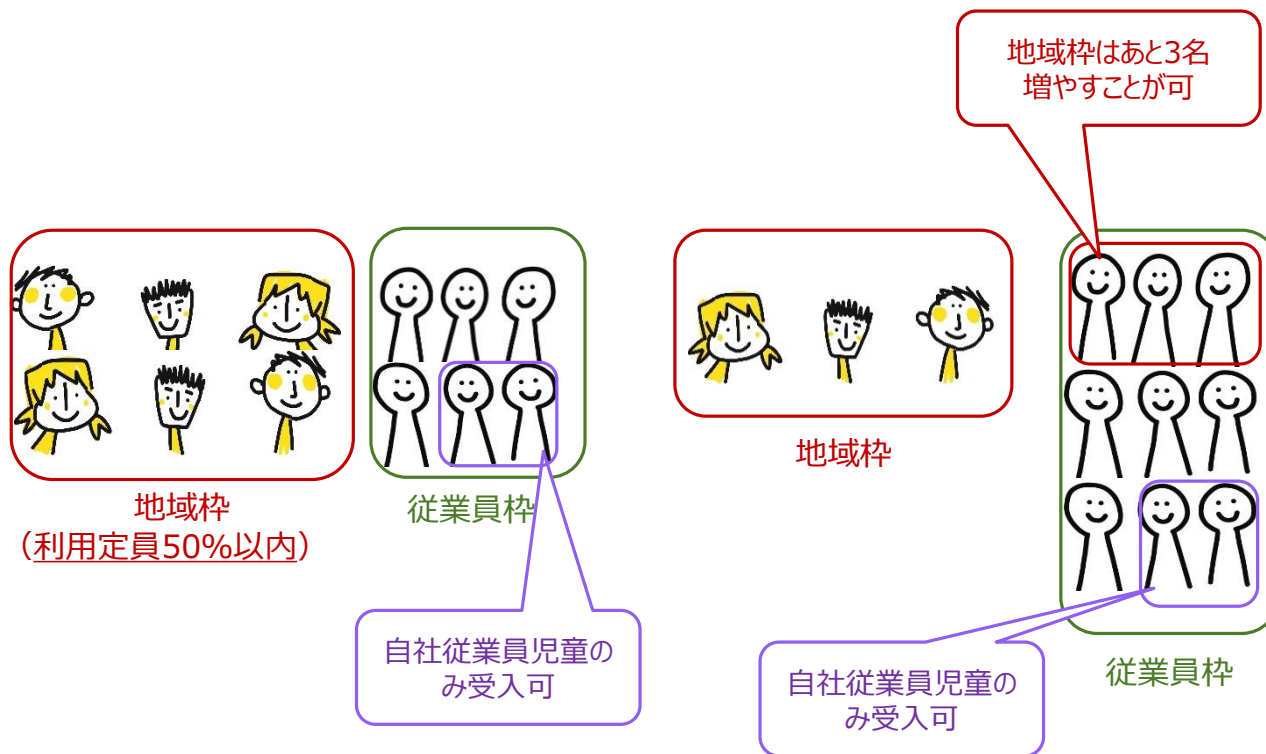 地域枠はあと3名
増やすことが可
地域枠
（利用定員50%以内）
従業員枠
自社従業員児童の
み受入可
地域枠
自社従業員児童の
み受入可
従業員枠